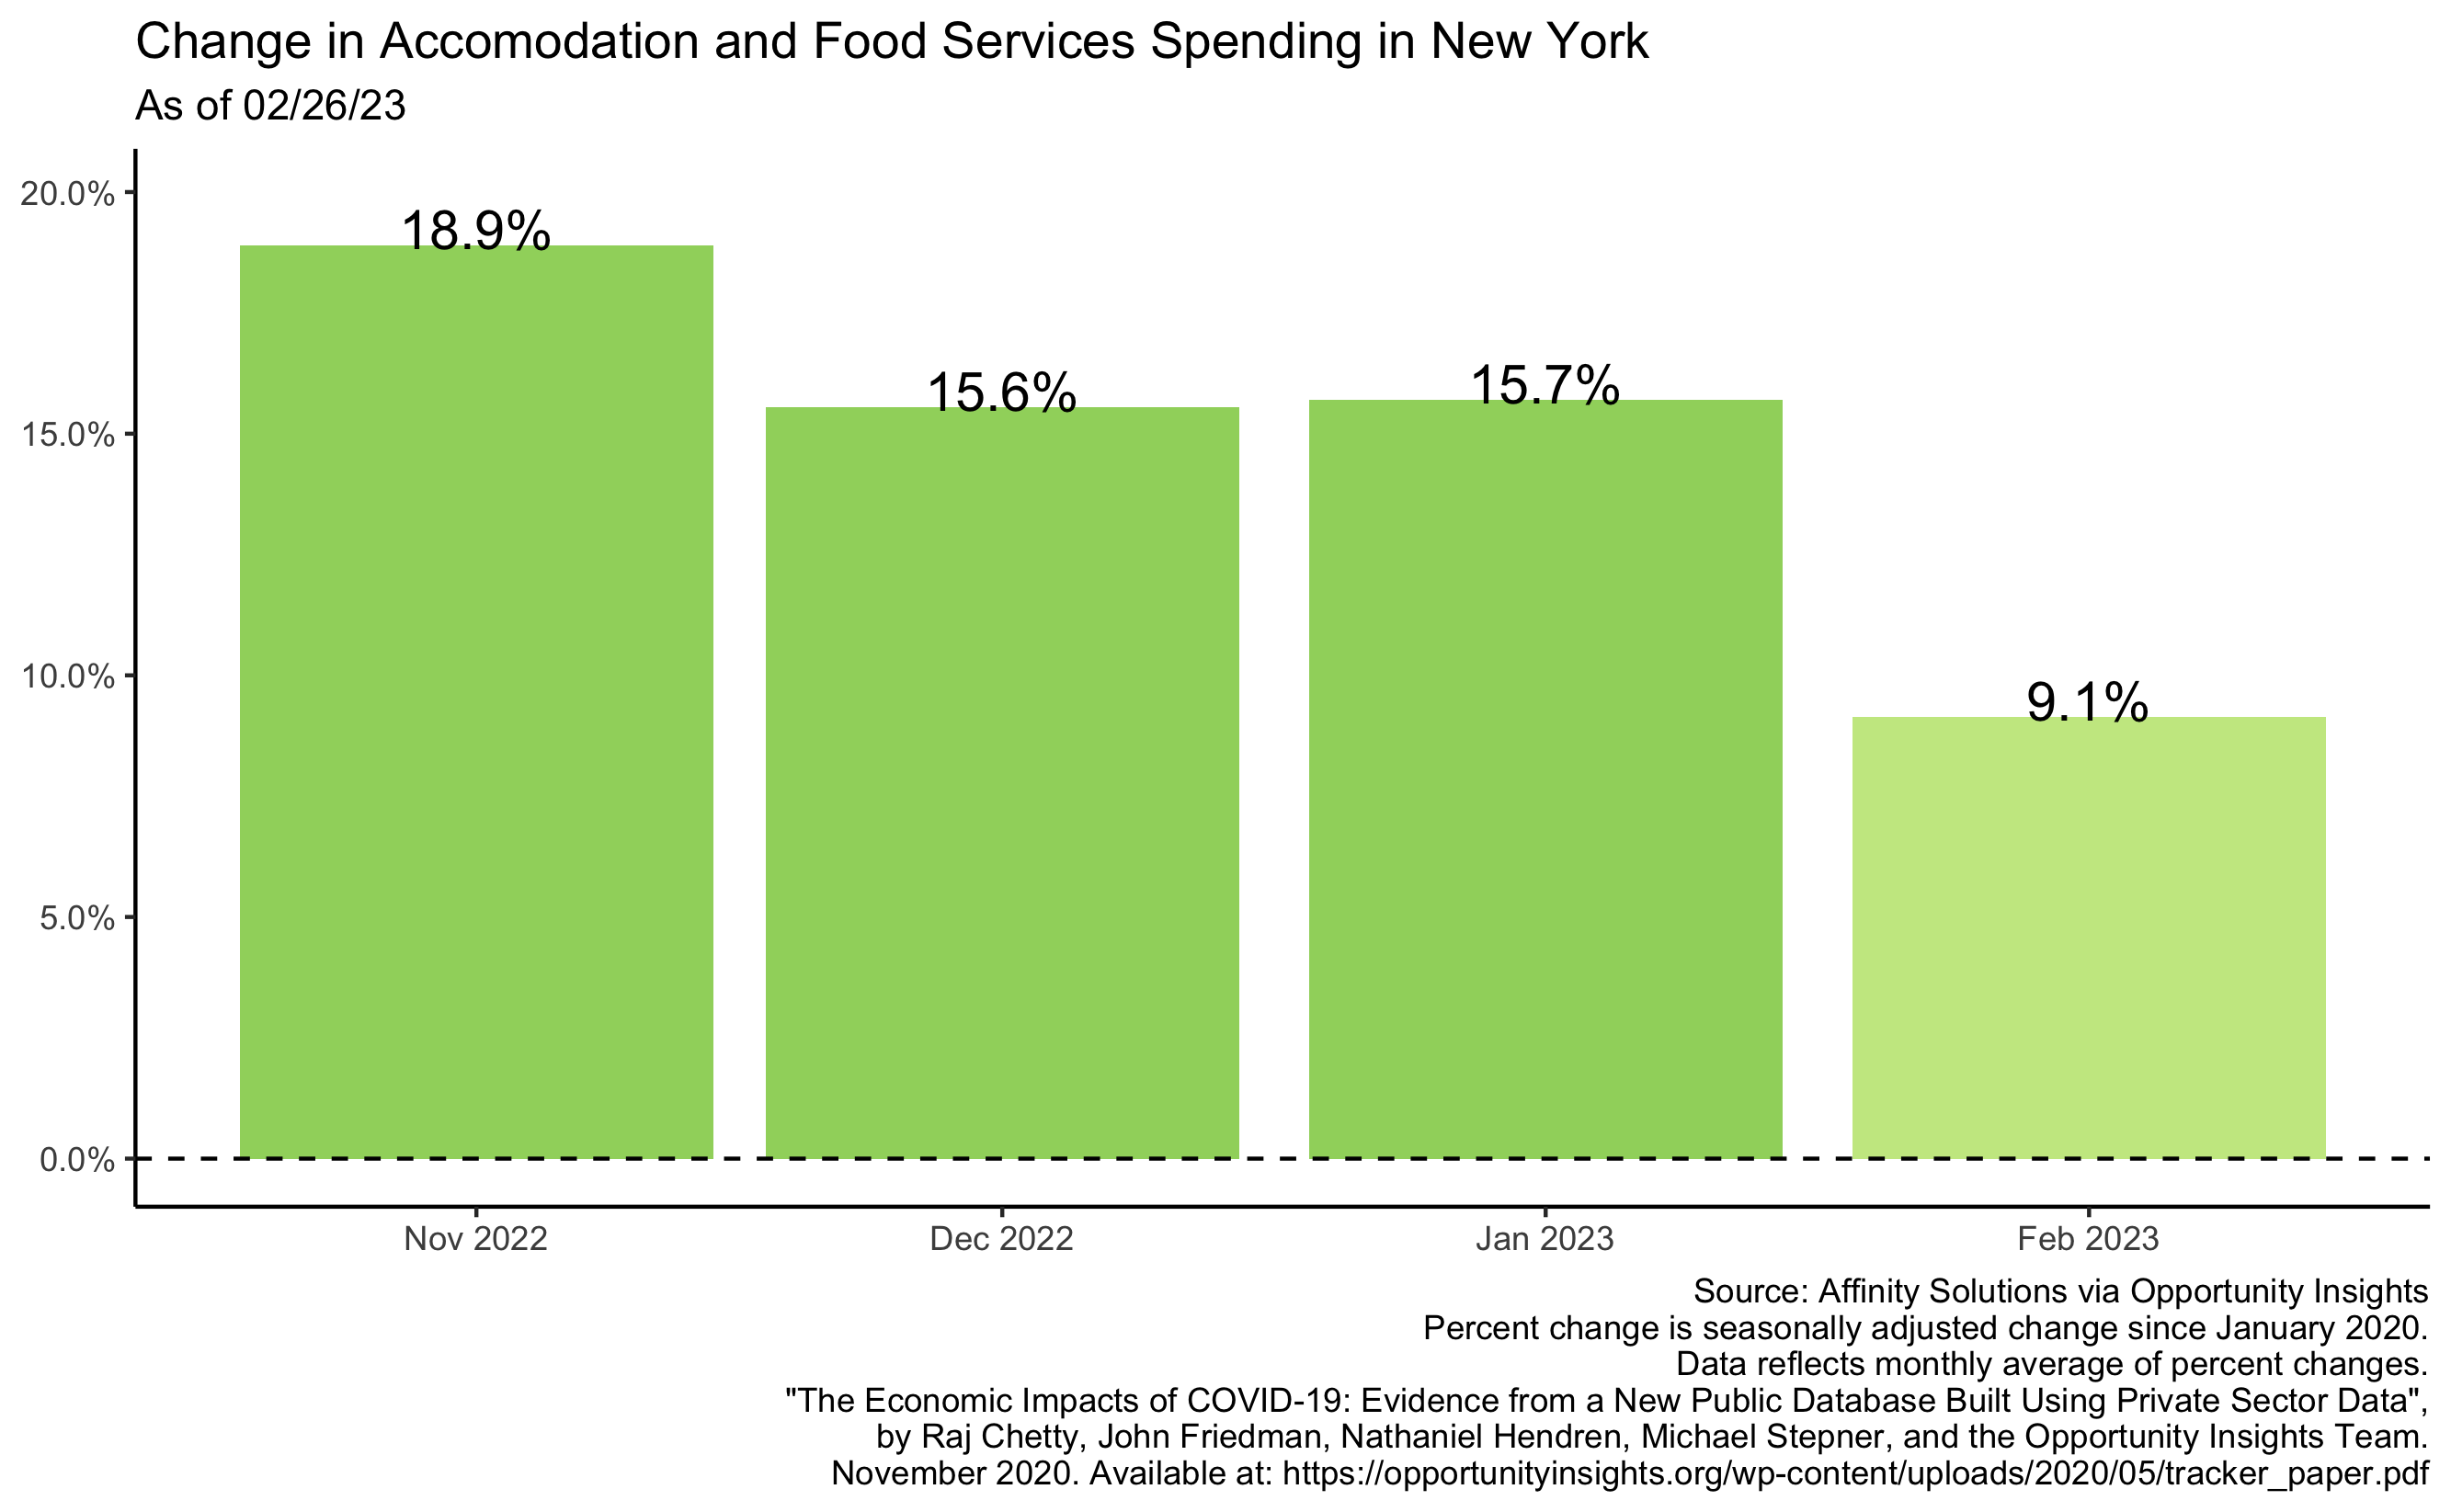 Change in Accomodation and Food Services Spending in New York
As of 02/26/23
20.0%
15.0%
10.0%
5.0%
0.0%
18.9%
15.6%
15.7%
9.1%
Nov 2022
Dec 2022
Jan 2023
Feb 2023
Source: Affinity Solutions via Opportunity Insights
Percent change is seasonally adjusted change since January 2020.
Data reflects monthly average of percent changes.
"The Economic Impacts of COVID-19: Evidence from a New Public Database Built Using Private Sector Data",
by Raj Chetty, John Friedman, Nathaniel Hendren, Michael Stepner, and the Opportunity Insights Team.
November 2020. Available at: https://opportunityinsights.org/wp-content/uploads/2020/05/tracker_paper.pdf